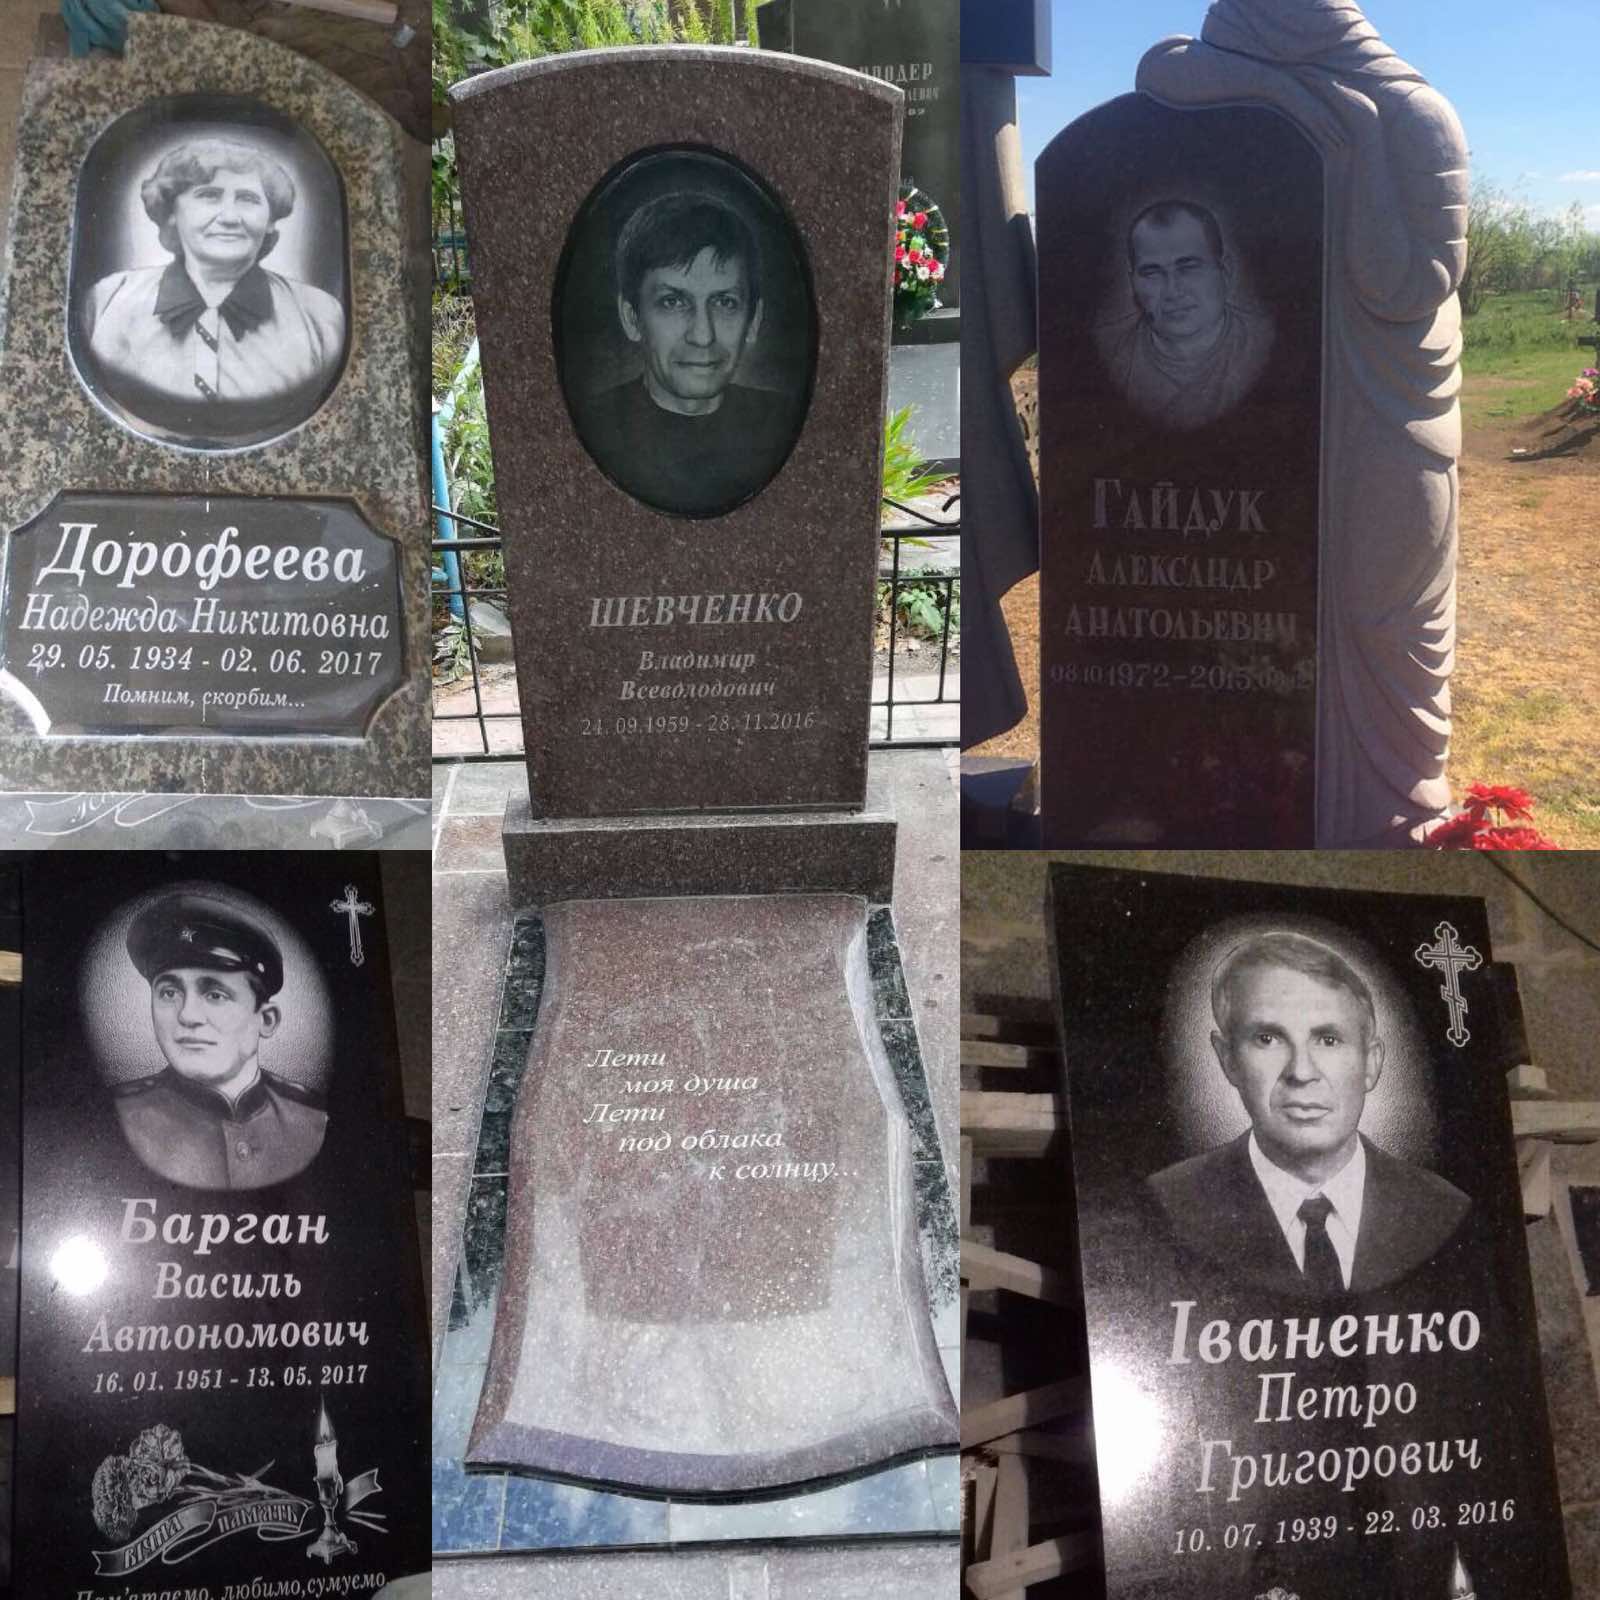 Дорофеева
Надежда Никитовна
29. 05. 1934 - 02. 06. 2017
Помним, скорбим...
ШЕВЧЕНКО
Владимир
Всеволодович
24. 09.1959 - 28. 11.2016
Лети
моя душа
Лети
под облака
к солнцу...
ГАЙДУК
АЛЕКСАНДР
АНАТОЛЬЕВИЧ
08 10 1972-2015
Барган
Василь
Автономович
16. 01. 1951 - 13. 05. 2017
ВІЧНА ПАМ'ЯТЬ
Пам'ятаємо, любимо,сумуємо
Іваненко
Петро
Григорович
10. 07. 1939 - 22. 03. 2016